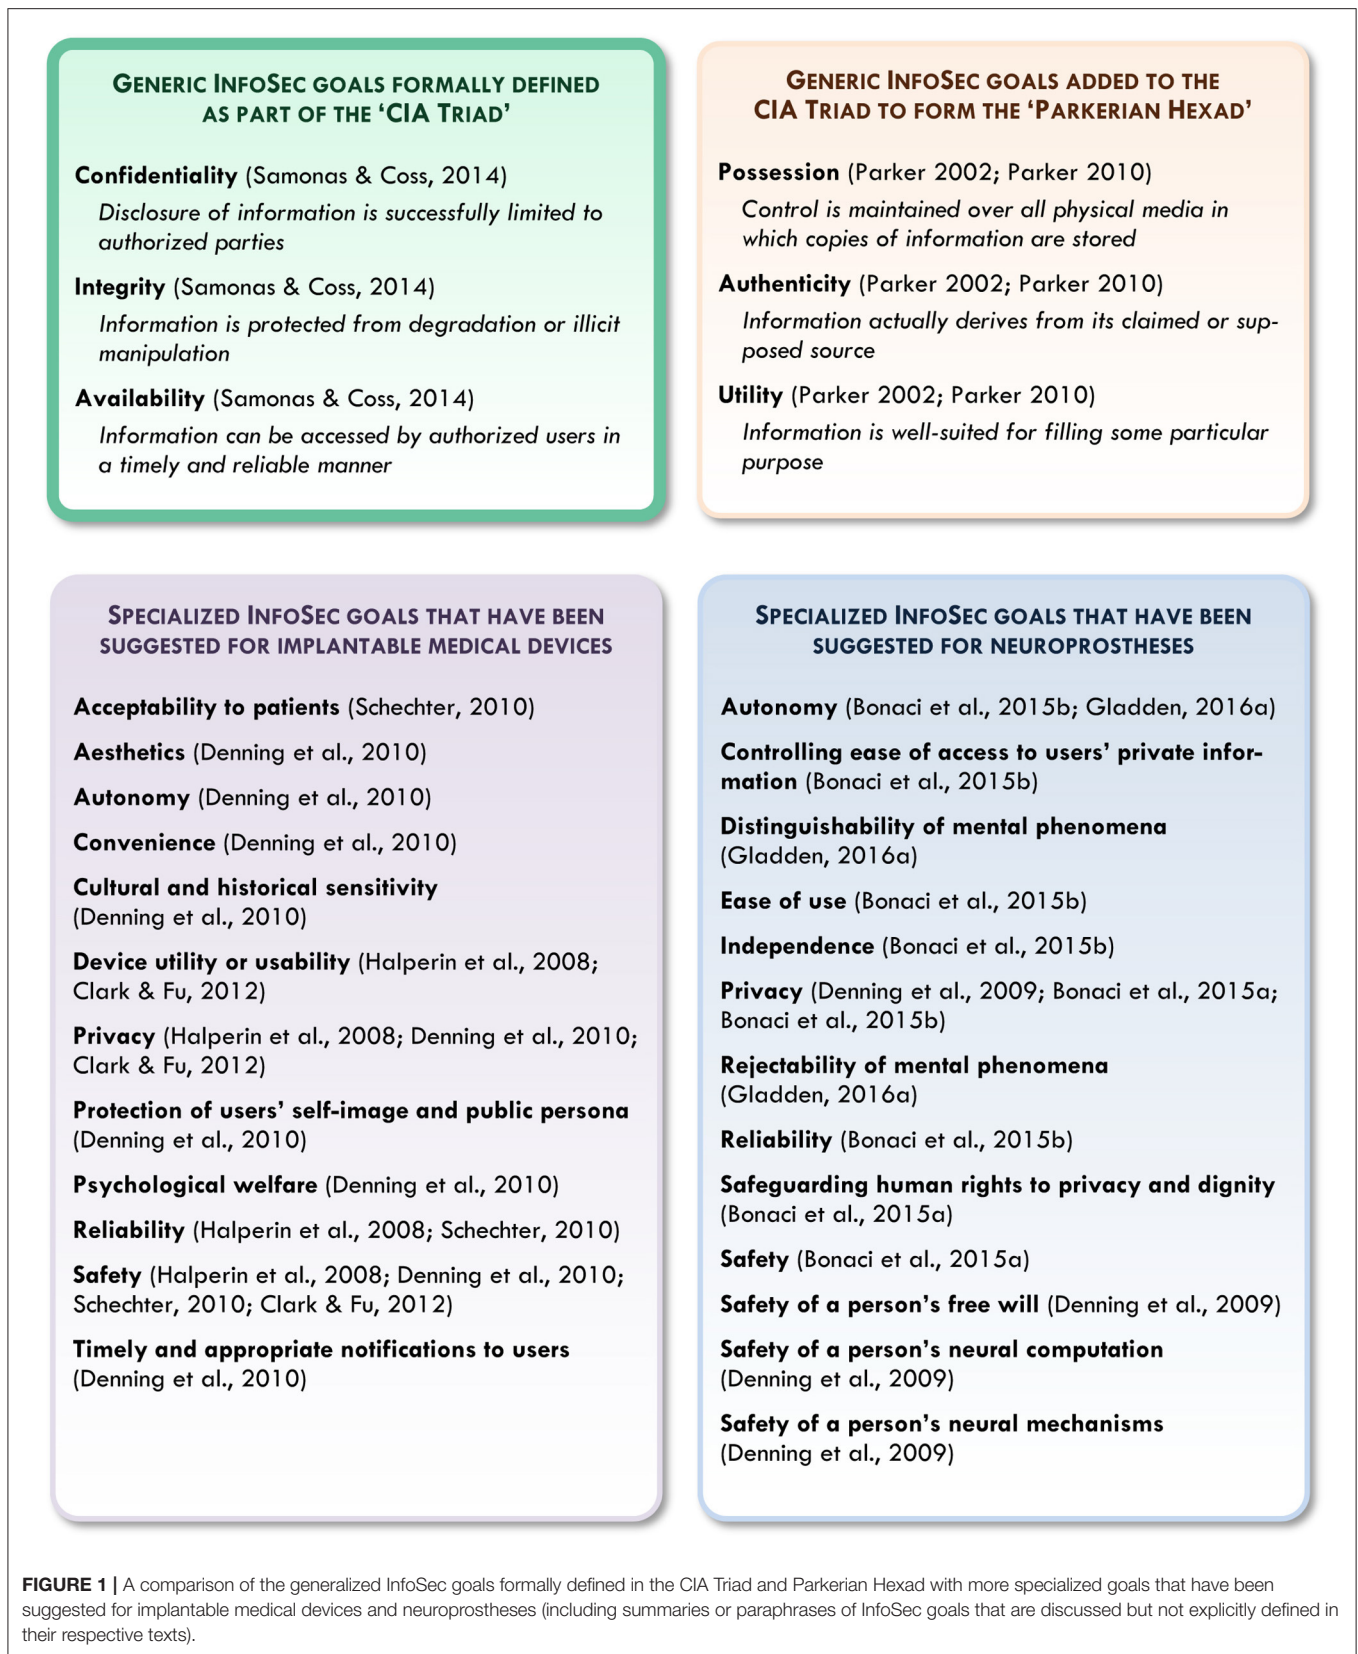 GENERIC INFOSEC GOALS FORMALLY DEFINED
AS PART OF THE ‘CIA TRIAD’
Confidentiality (Samonas & Coss, 2014)
Disclosure of information is successfully limited to
authorized parties
Integrity (Samonas & Coss, 2014)
Information is protected from degradation or illicit
manipulation
Availability (Samonas & Coss, 2014)
Information can be accessed by authorized users in
a timely and reliable manner
GENERIC INFOSEC GOALS ADDED TO THE
CIA TRIAD TO FORM THE ‘PARKERIAN HEXAD’
Possession (Parker 2002; Parker 2010)
Control is maintained over all physical media in
which copies of information are stored
Authenticity (Parker 2002; Parker 2010)
Information actually derives from its claimed or sup-
posed source
Utility (Parker 2002; Parker 2010)
Information is well-suited for filling some particular
purpose
SPECIALIZED INFOSEC GOALS THAT HAVE BEEN
SUGGESTED FOR IMPLANTABLE MEDICAL DEVICES
Acceptability to patients (Schechter, 2010)
Aesthetics (Denning et al., 2010)
Autonomy (Denning et al., 2010)
Convenience (Denning et al., 2010)
Cultural and historical sensitivity
(Denning et al., 2010)
Device utility or usability (Halperin et al., 2008;
Clark & Fu, 2012)
Privacy (Halperin et al., 2008; Denning et al., 2010;
Clark & Fu, 2012)
Protection of users’ self-image and public persona
(Denning et al., 2010)
Psychological welfare (Denning et al., 2010)
Reliability (Halperin et al., 2008; Schechter, 2010)
Safety (Halperin et al., 2008; Denning et al., 2010;
Schechter, 2010; Clark & Fu, 2012)
Timely and appropriate notifications to users
(Denning et al., 2010)
SPECIALIZED INFOSEC GOALS THAT HAVE BEEN
SUGGESTED FOR NEUROPROSTHESES
Autonomy (Bonaci et al., 2015b; Gladden, 2016a)
Controlling ease of access to users’ private infor-
mation (Bonaci et al., 2015b)
Distinguishability of mental phenomena
(Gladden, 2016a)
Ease of use (Bonaci et al., 2015b)
Independence (Bonaci et al., 2015b)
Privacy (Denning et al., 2009; Bonaci et al., 2015a;
Bonaci et al., 2015b)
Rejectability of mental phenomena
(Gladden, 2016a)
Reliability (Bonaci et al., 2015b)
Safeguarding human rights to privacy and dignity
(Bonaci et al., 2015a)
Safety (Bonaci et al., 2015a)
Safety of a person’s free will (Denning et al., 2009)
Safety of a person’s neural computation
(Denning et al., 2009)
Safety of a person’s neural mechanisms
(Denning et al., 2009)
FIGURE 1 | A comparison of the generalized InfoSec goals formally defined in the CIA Triad and Parkerian Hexad with more specialized goals that have been
suggested for implantable medical devices and neuroprostheses (including summaries or paraphrases of InfoSec goals that are discussed but not explicitly defined in
their respective texts).